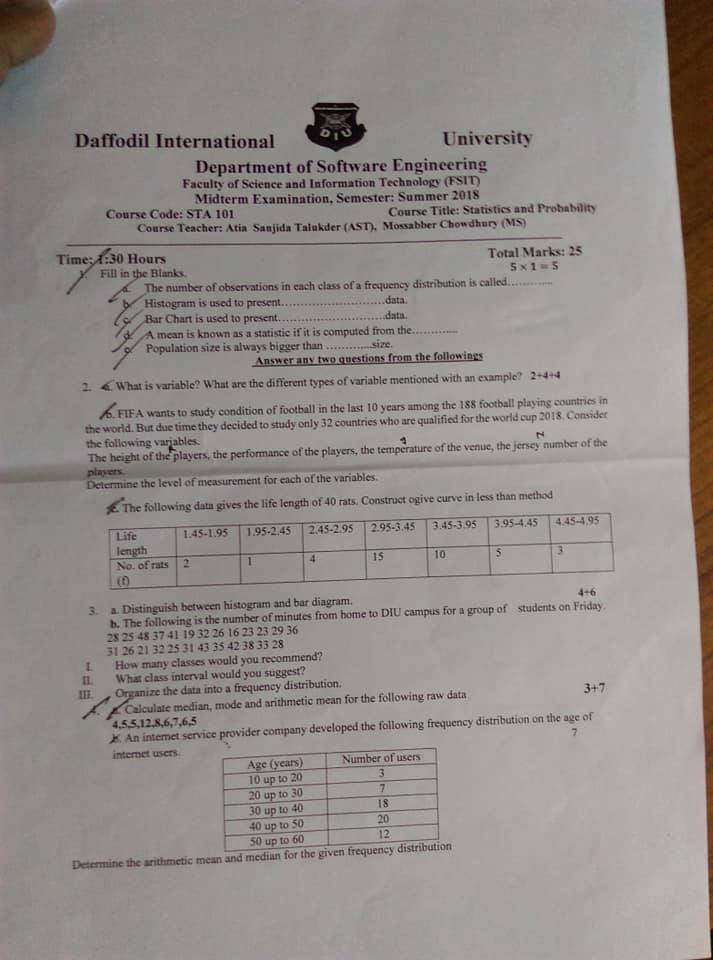 Daffodil International DIU University
Department of Software Engineering
Faculty of Science and Information Technology (FSIT)
Midterm Examination, Semester: Summer 2018
Course Code: STA 101 Course Title: Statistics and Probability
Course Teacher: Atia Sanjida Talukder (AST), Mossabber Chowdhury (MS)
Time: 1:30 Hours Total Marks: 25
1. Fill in the Blanks. 5 × 1 = 5
a. The number of observations in each class of a frequency distribution is called.............
b. Histogram is used to present............................data.
c. Bar Chart is used to present............................data.
d. A mean is known as a statistic if it is computed from the.............
e. Population size is always bigger than .............size.
Answer any two questions from the followings
2. a. What is variable? What are the different types of variable mentioned with an example? 2+4+4
b. FIFA wants to study condition of football in the last 10 years among the 188 football playing countries in
the world. But due time they decided to study only 32 countries who are qualified for the world cup 2018. Consider
the following variables.
The height of the players, the performance of the players, the temperature of the venue, the jersey number of the
players.
Determine the level of measurement for each of the variables.
c. The following data gives the life length of 40 rats. Construct ogive curve in less than method
Life length 1.45-1.95 1.95-2.45 2.45-2.95 2.95-3.45 3.45-3.95 3.95-4.45 4.45-4.95
No. of rats (f) 2 1 4 15 10 5 3
3. a. Distinguish between histogram and bar diagram. 4+6
b. The following is the number of minutes from home to DIU campus for a group of students on Friday.
28 25 48 37 41 19 32 26 16 23 23 29 36
31 26 21 32 25 31 43 35 42 38 33 28
I. How many classes would you recommend?
II. What class interval would you suggest?
III. Organize the data into a frequency distribution.
4. a. Calculate median, mode and arithmetic mean for the following raw data 3+7
4,5,5,12,8,6,7,6,5
b. An internet service provider company developed the following frequency distribution on the age of
internet users. 7
Age (years) Number of users
10 up to 20 3
20 up to 30 7
30 up to 40 18
40 up to 50 20
50 up to 60 12
Determine the arithmetic mean and median for the given frequency distribution